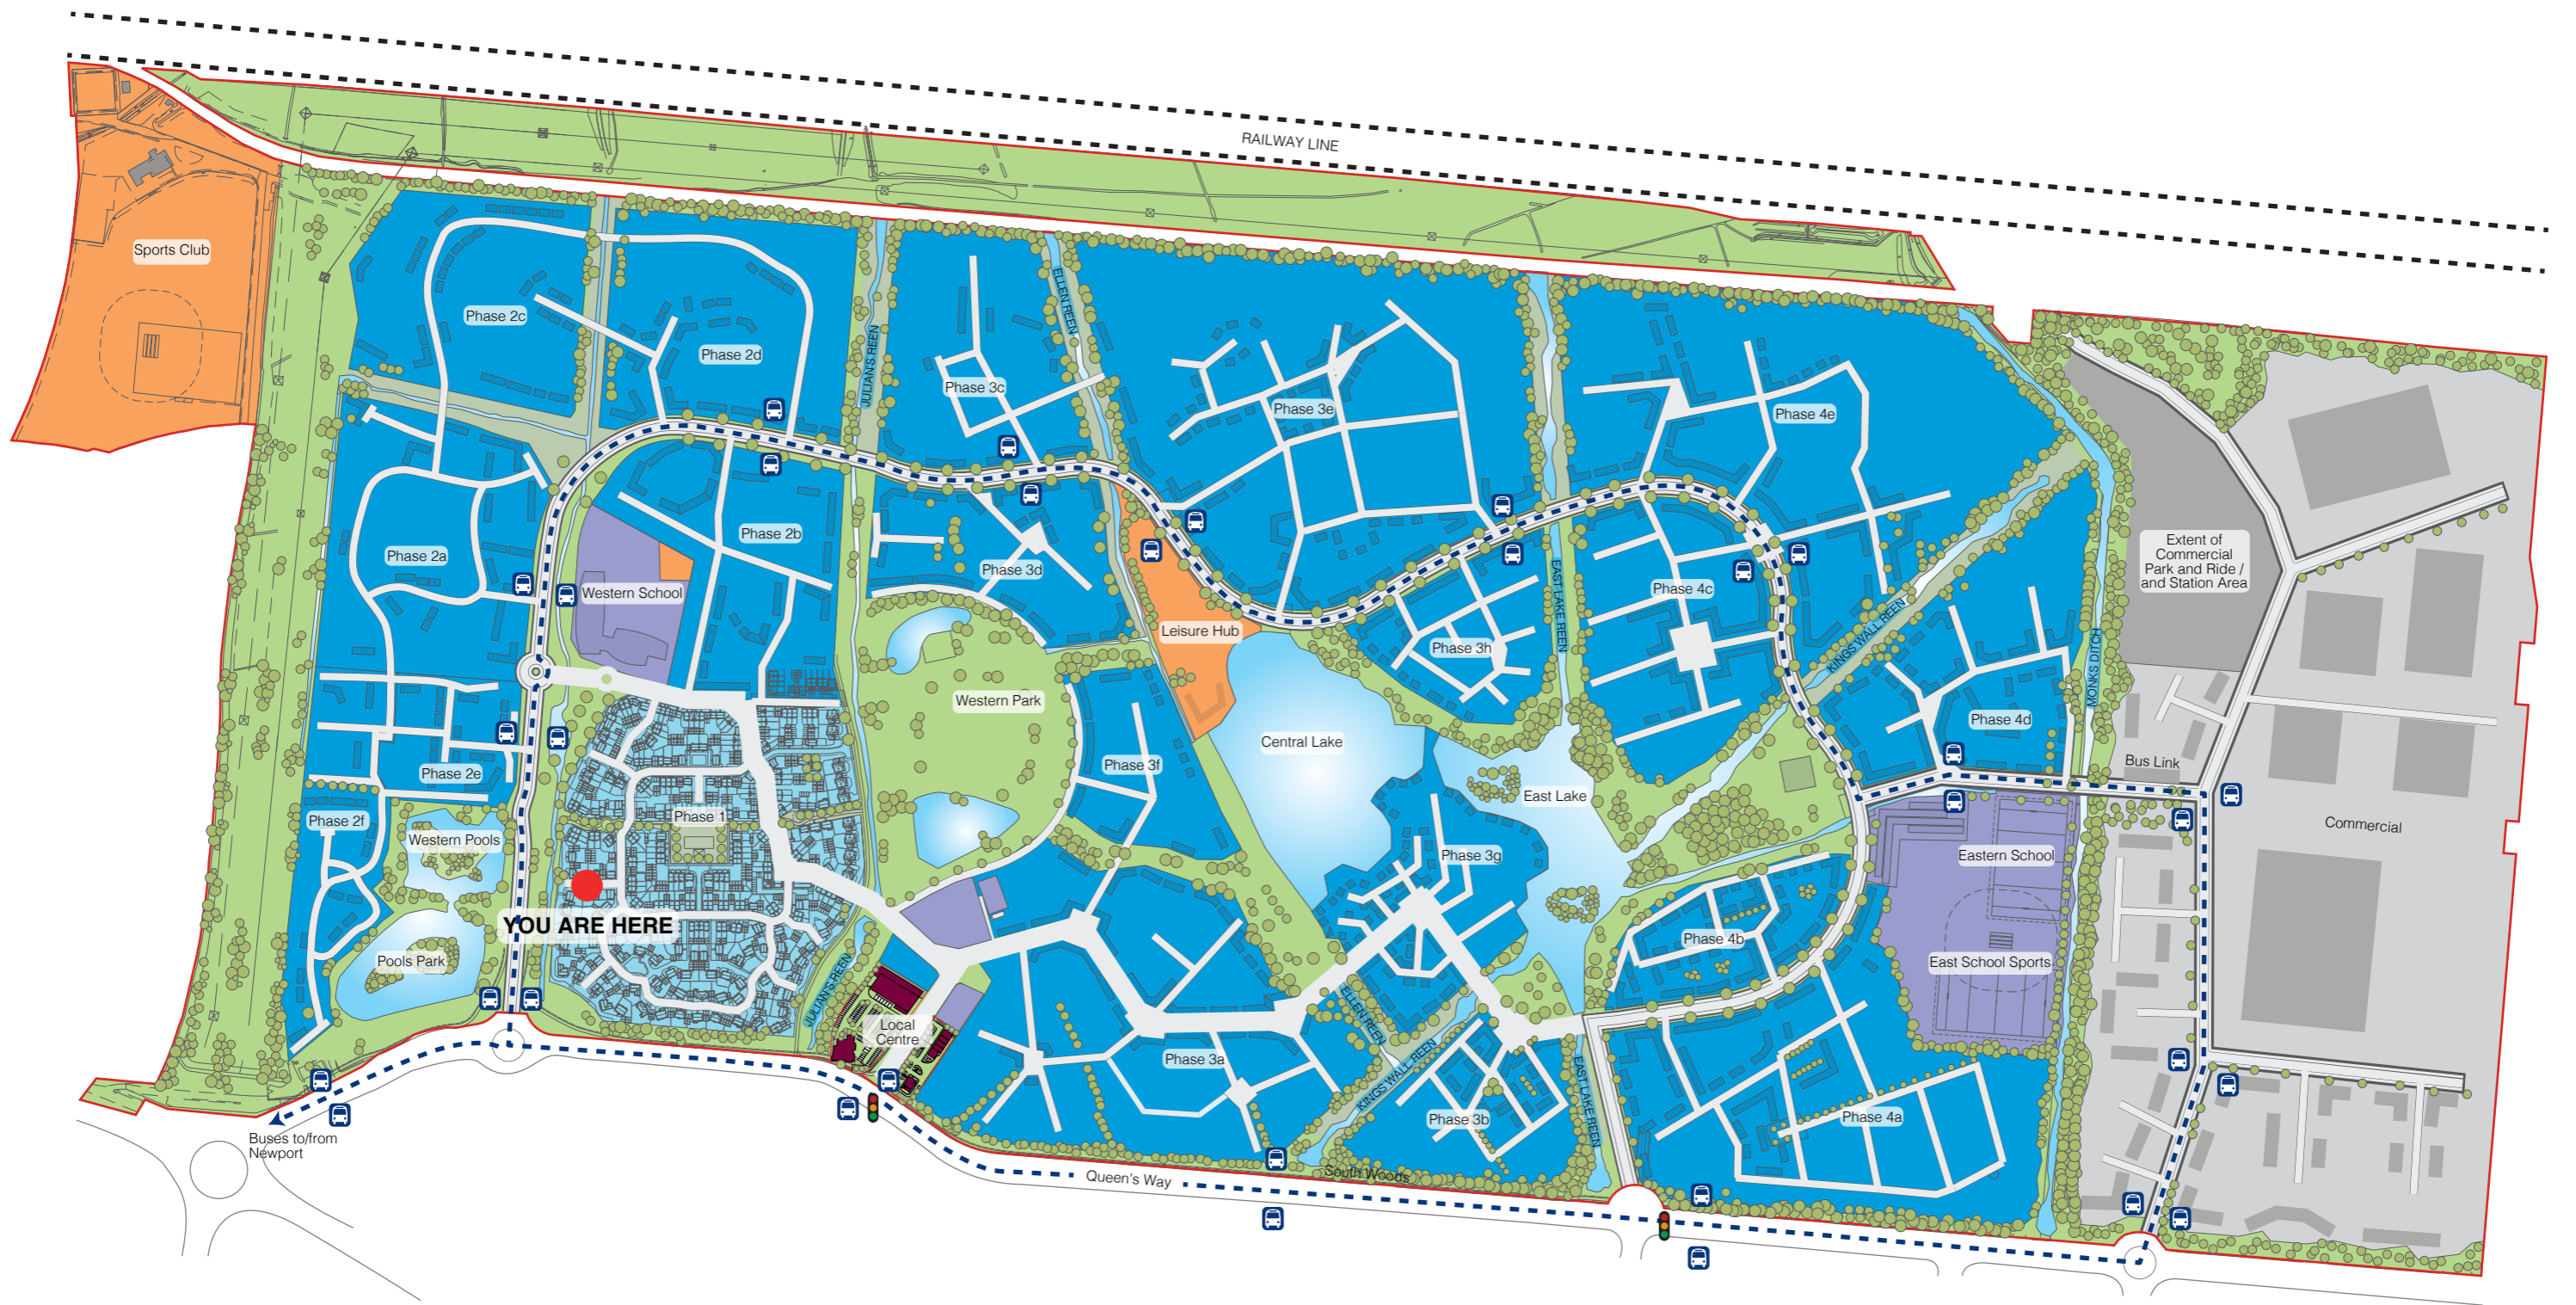 RAILWAY LINE
Sports Club
Phase 2c
Phase 2d
JULIAN'S REEN
ELLEN REEN
Phase 3c
Phase 3e
Phase 4e
Phase 2a
Phase 2b
Western School
Phase 3d
Leisure Hub
Phase 3h
EAST LAKE REEN
Phase 4c
KINGS WALL REEN
Extent of
Commercial
Park and Ride /
and Station Area
MONKS DITCH
Western Park
Central Lake
Phase 4d
Phase 2e
Phase 3f
East Lake
Bus Link
Phase 2f
Western Pools
Phase 1
Phase 3g
Eastern School
Commercial
YOU ARE HERE
Pools Park
Phase 4b
East School Sports
JULIAN'S REEN
Local
Centre
ELLEN REEN
Phase 3a
KINGS WALL REEN
EAST LAKE REEN
Phase 3b
Phase 4a
Buses to/from
Newport
Queen's Way
South Woods